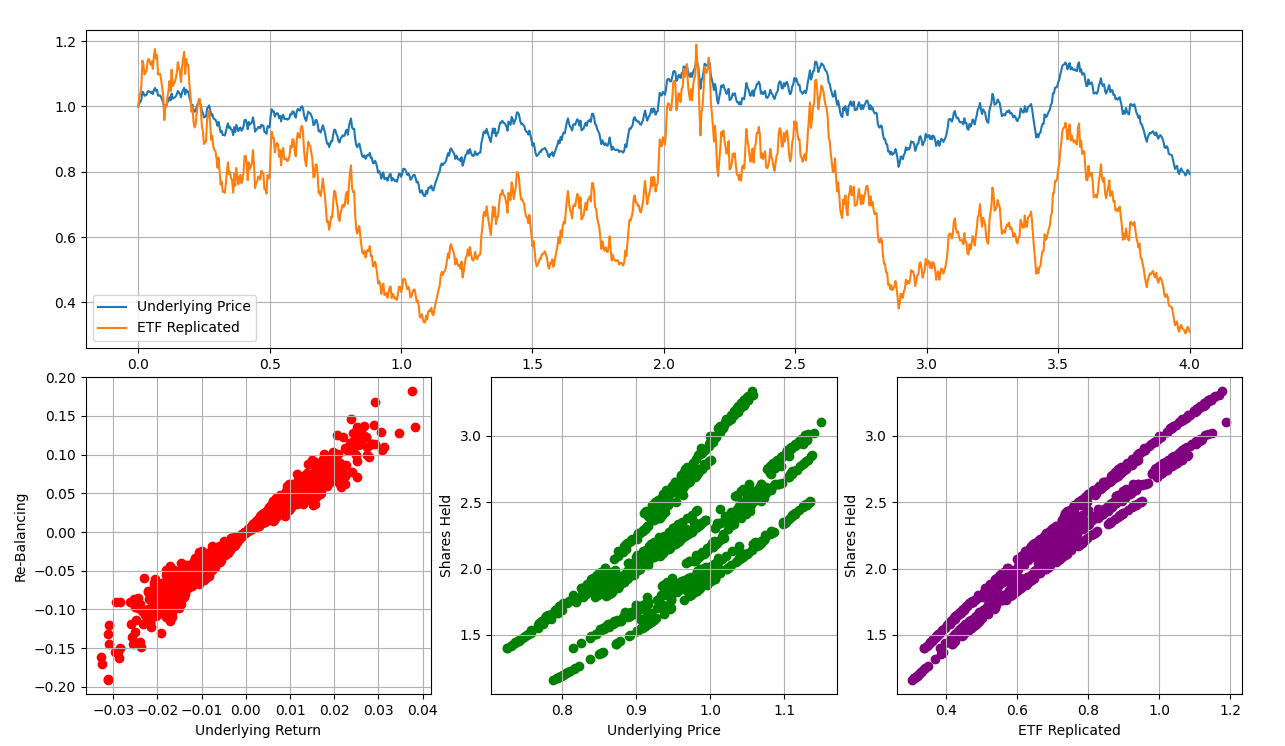 1.2
1.0
0.8
0.6
0.4
Underlying Price
ETF Replicated
0.0 0.5 1.0 1.5 2.0 2.5 3.0 3.5 4.0
0.20
0.15
0.10
0.05
0.00
−0.05
−0.10
−0.15
−0.20
Re-Balancing
−0.03 −0.02 −0.01 0.00 0.01 0.02 0.03 0.04
Underlying Return
3.0
2.5
2.0
1.5
Shares Held
0.8 0.9 1.0 1.1
Underlying Price
3.0
2.5
2.0
1.5
Shares Held
0.4 0.6 0.8 1.0 1.2
ETF Replicated